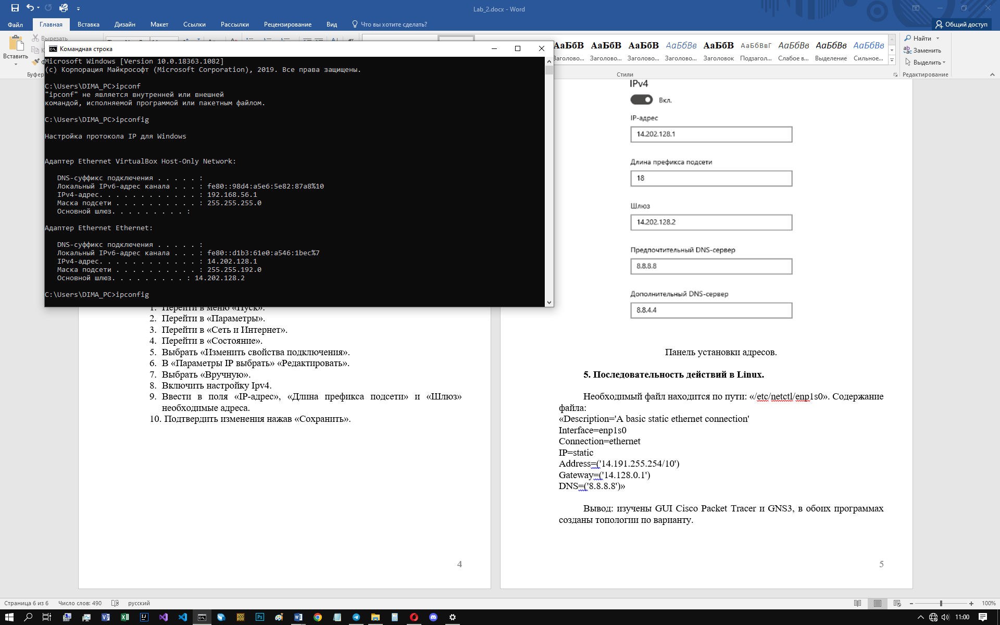 Lab_2.docx - Word
Файл
Главная
Вставка
Дизайн
Макет
Ссылки
Рассылки
Рецензирование
Вид
Что вы хотите сделать?
Общий доступ
Вставить
Вырезать
АаБбВ АаБбВ АаБбВ АаБбВ АаБбВ АаБбВвГ АаБбВв АаБбВв АаБбВв
Заголово... Заголово... Заголово... Заголово... Заголовок Подзагол... Слабое в... Выделение Сильное...
Стили
Найти
Заменить
Выделить
Редактирование
Командная строка
Microsoft Windows [Version 10.0.18363.1082]
(c) Корпорация Майкрософт (Microsoft Corporation), 2019. Все права защищены.
C:\Users\DIMA_PC>ipconf
"ipconf" не является внутренней или внешней
командой, исполняемой программой или пакетным файлом.
C:\Users\DIMA_PC>ipconfig
Настройка протокола IP для Windows
Адаптер Ethernet VirtualBox Host-Only Network:
DNS-суффикс подключения . . . . . :
Локальный IPv6-адрес канала . . . : fe80::98d4:a5e6:5e82:87a8%10
IPv4-адрес. . . . . . . . . . . . : 192.168.56.1
Маска подсети . . . . . . . . . . : 255.255.255.0
Основной шлюз. . . . . . . . . :
Адаптер Ethernet Ethernet:
DNS-суффикс подключения . . . . . :
Локальный IPv6-адрес канала . . . : fe80::d1b3:61e0:a546:1bec%7
IPv4-адрес. . . . . . . . . . . . : 14.202.128.1
Маска подсети . . . . . . . . . . : 255.255.192.0
Основной шлюз. . . . . . . . . : 14.202.128.2
C:\Users\DIMA_PC>ipconfig
1. Перейти в меню «Пуск».
2. Перейти в «Параметры».
3. Перейти в «Сеть и Интернет».
4. Перейти в «Состояние».
5. Выбрать «Изменить свойства подключения».
6. В «Параметры IP выбрать» «Редактировать».
7. Выбрать «Вручную».
8. Включить настройку Ipv4.
9. Ввести в поля «IP-адрес», «Длина префикса подсети» и «Шлюз»
необходимые адреса.
10. Подтвердить изменения нажав «Сохранить».
4
IPv4
Вкл.
IP-адрес
14.202.128.1
Длина префикса подсети
18
Шлюз
14.202.128.2
Предпочтительный DNS-сервер
8.8.8.8
Дополнительный DNS-сервер
8.8.4.4
Панель установки адресов.
5. Последовательность действий в Linux.
Необходимый файл находится по пути: «/etc/netctl/enp1s0». Содержание
файла:
«Description='A basic static ethernet connection'
Interface=enp1s0
Connection=ethernet
IP=static
Address=('14.191.255.254/10')
Gateway=('14.128.0.1')
DNS=('8.8.8.8')»
Вывод: изучены GUI Cisco Packet Tracer и GNS3, в обоих программах
созданы топологии по варианту.
5
Страница 6 из 6
Число слов: 490
русский
100%
11:00